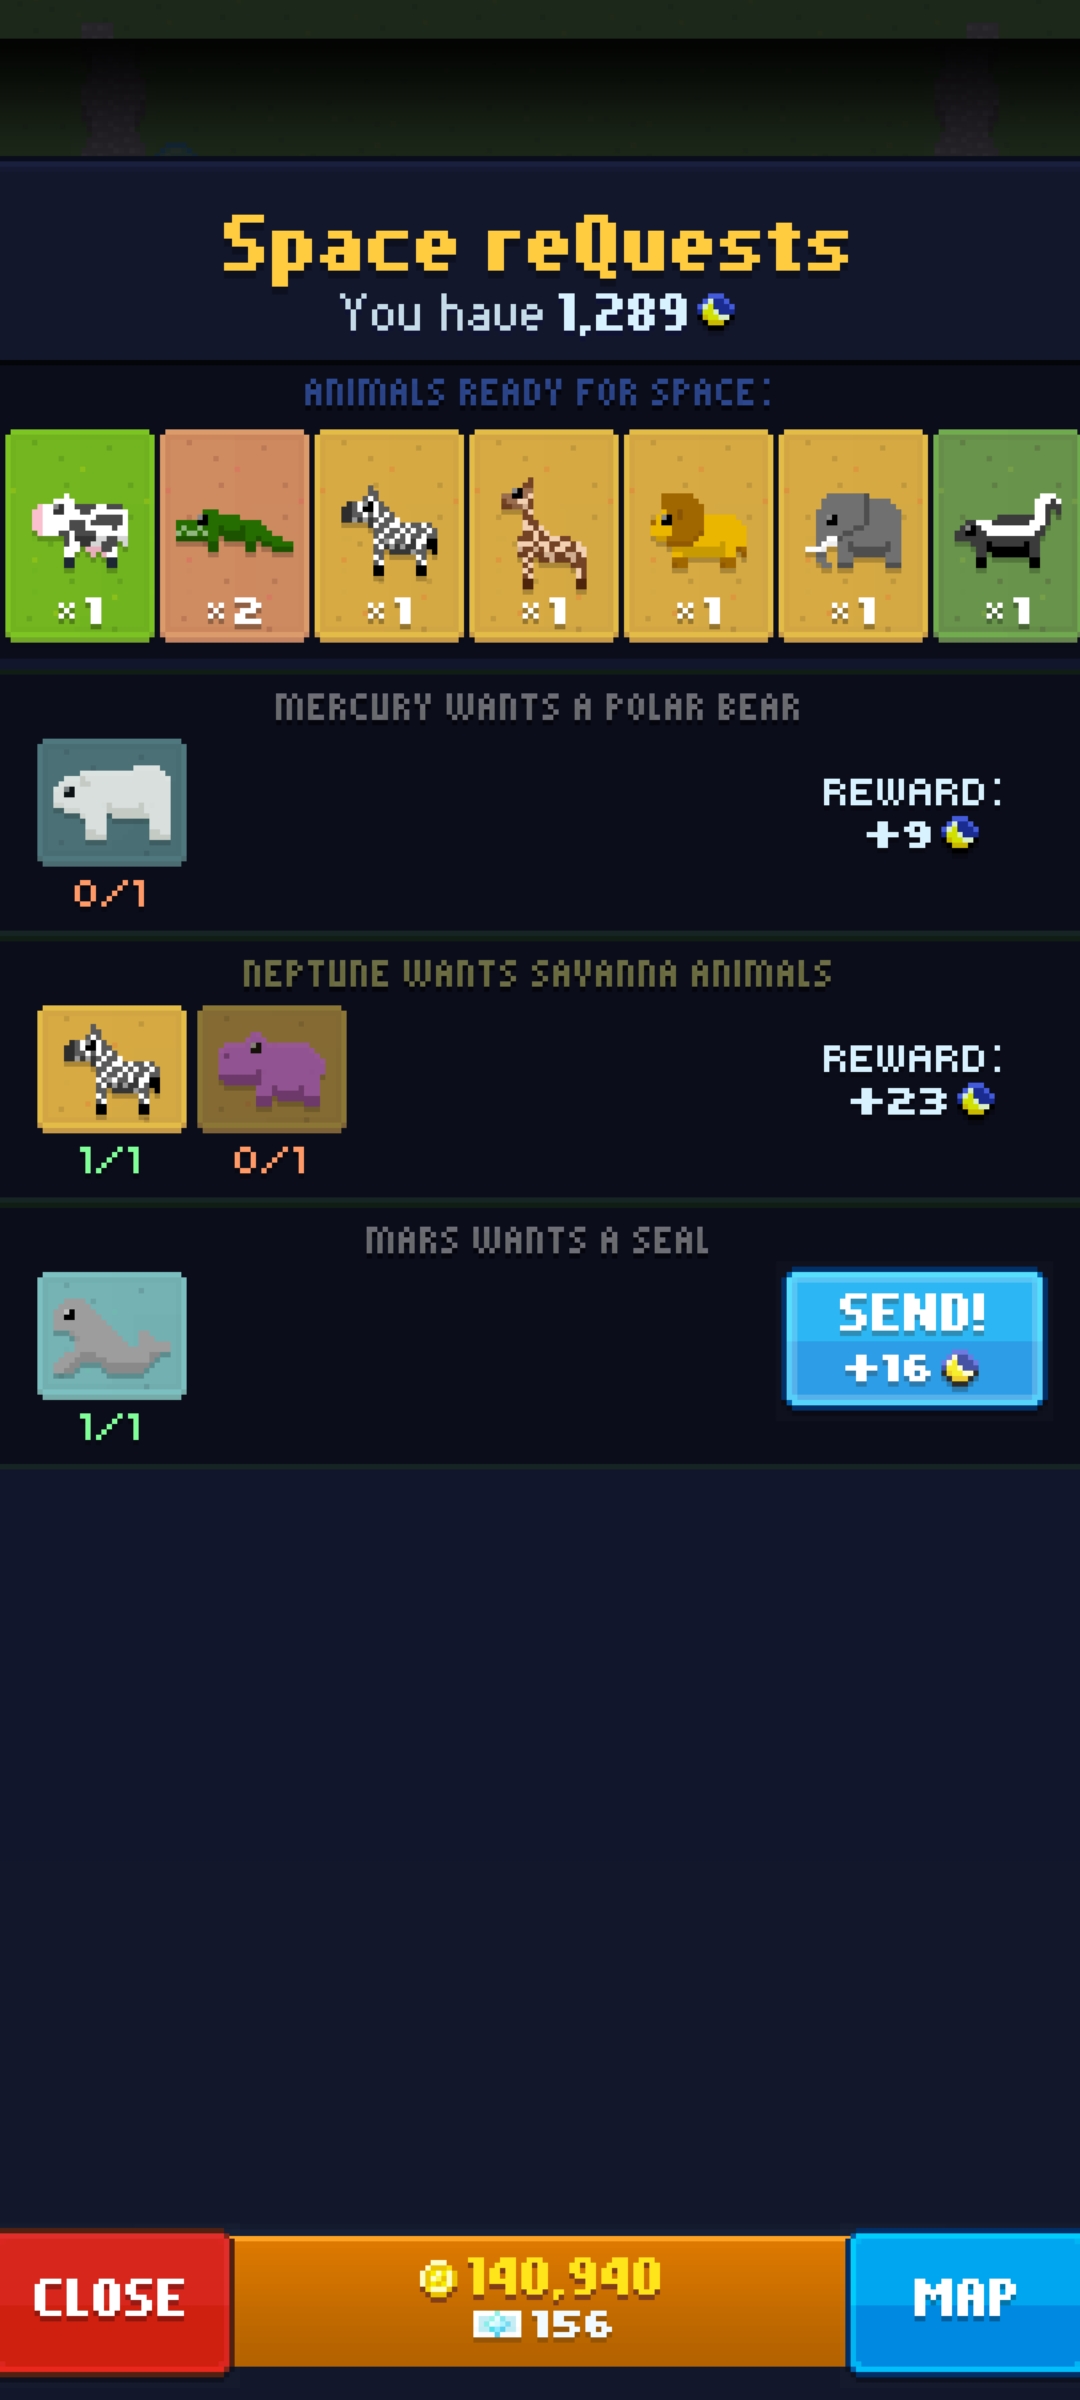 Space reQuests
You have 1,289
ANIMALS READY FOR SPACE:
×1 ×2 ×1 ×1 ×1 ×1 ×1
MERCURY WANTS A POLAR BEAR
REWARD:
+9
0/1
NEPTUNE WANTS SAVANNA ANIMALS
REWARD:
+23
1/1 0/1
MARS WANTS A SEAL
SEND!
+16
1/1
CLOSE
140,940
156
MAP